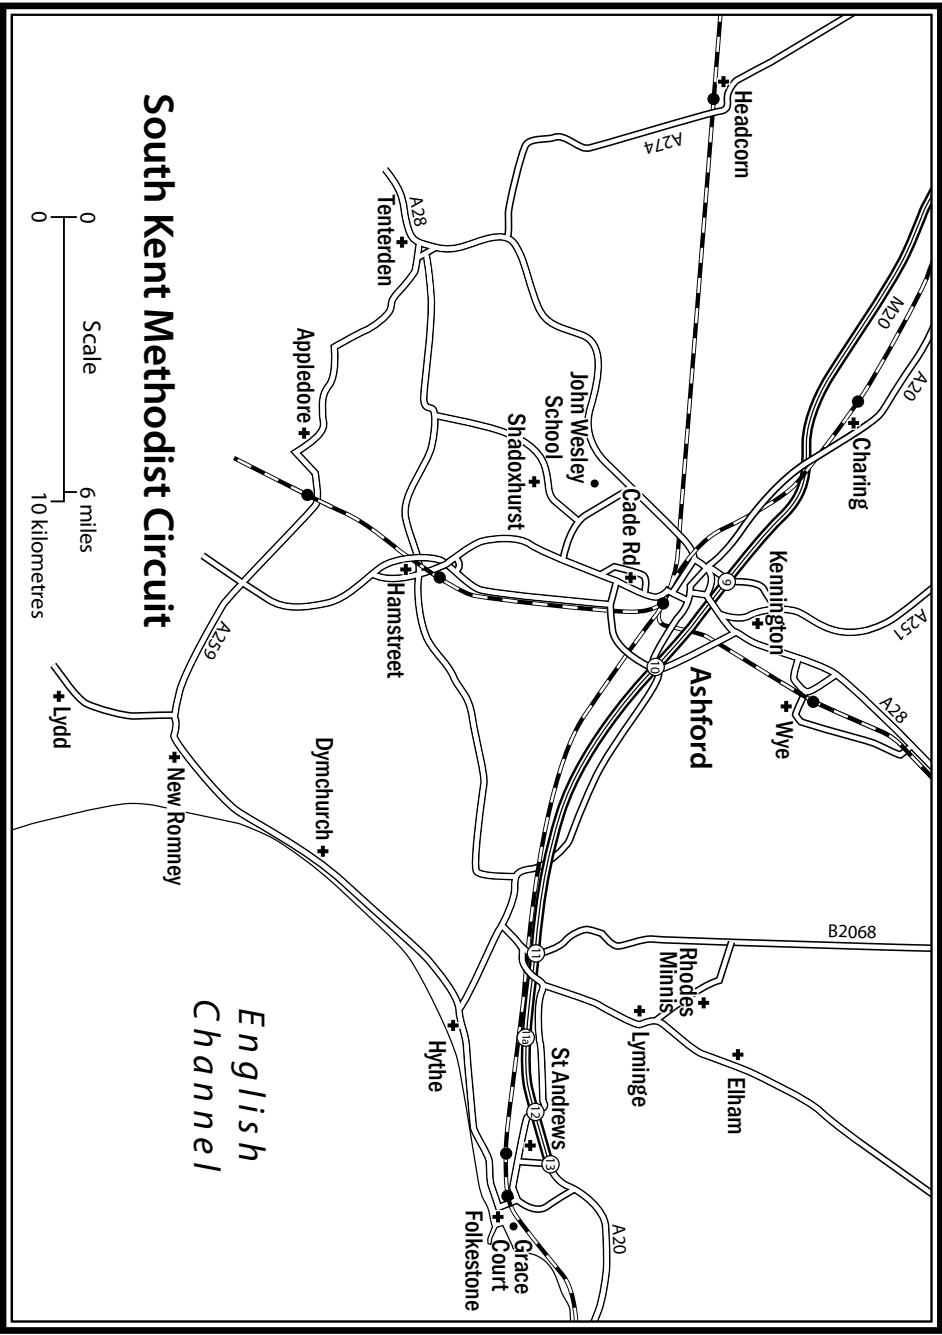 South Kent Methodist Circuit
0
Scale
6 miles
0
10 kilometres
Headcorn
A274
A28
Tenterden
Appledore
John Wesley
School
Shadoxhurst
Cade Rd
M20
A20
Charing
Kennington
A251
9
10
Ashford
A28
Wye
Hamstreet
A259
Lydd
New Romney
Dymchurch
English
Channel
Hythe
B2068
Rhodes
Minnis
Lyminge
Elham
11
11a
12
13
St Andrews
A20
Grace
Court
Folkestone